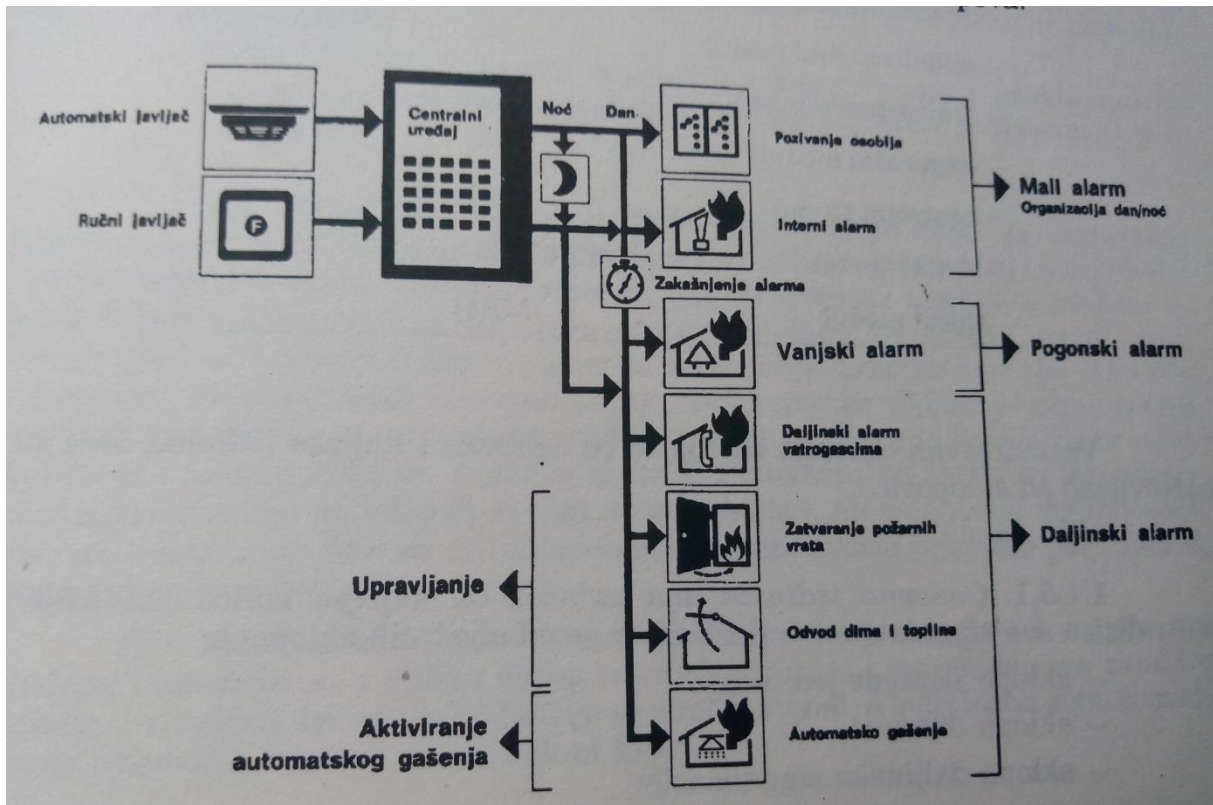 Automatski javljač
Ručni javljač
F
Centralni
uređaj
Noć
Dan
Pozivanje osoblja
Interni alarm
Zakašnjenje alarma
Vanjski alarm
Daljinski alarm
vatrogascima
Zatvaranje požarnih
vrata
Odvod dima i topline
Automatsko gašenje
Mali alarm
Organizacija dan/noć
Pogonski alarm
Daljinski alarm
Upravljanje
Aktiviranje
automatskog gašenja